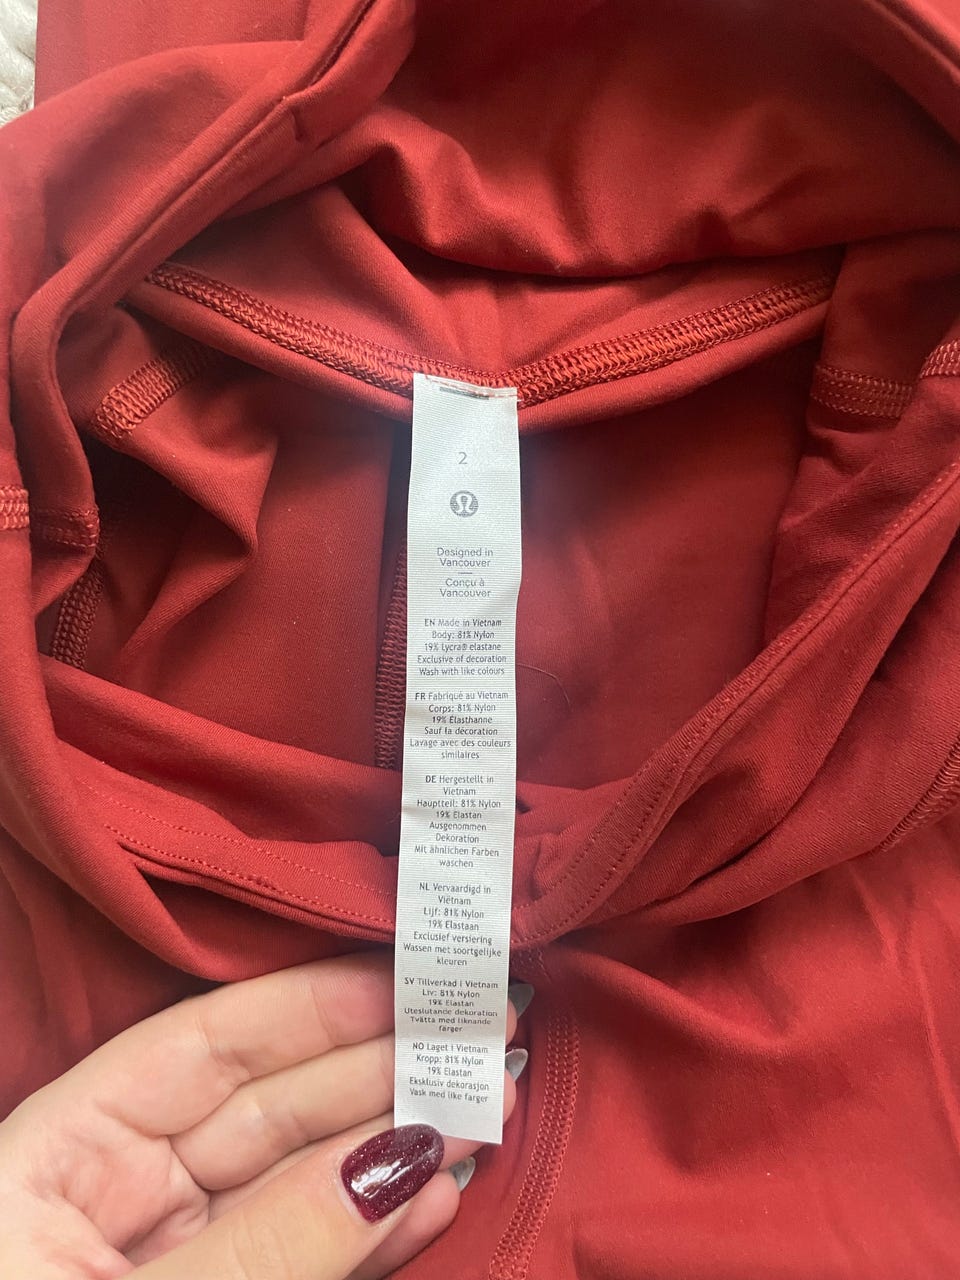 2
Designed in
Vancouver
Conçu à
Vancouver
EN Made in Vietnam
Body: 81% Nylon
19% Lycra® elastane
Exclusive of decoration
Wash with like colours
FR Fabriqué au Vietnam
Corps: 81% Nylon
19% Élasthanne
Sauf la décoration
Lavage avec des couleurs
similaires
DE Hergestellt in
Vietnam
Hauptteil: 81% Nylon
19% Elastan
Ausgenommen
Dekoration
Mit ähnlichen Farben
waschen
NL Vervaardigd in
Vietnam
Lijf: 81% Nylon
19% Elastaan
Exclusief versiering
Wassen met soortgelijke
kleuren
SV Tillverkad i Vietnam
Liv: 81% Nylon
19% Elastan
Uteslutande dekoration
Tvätta med liknande
färger
NO Laget i Vietnam
Kropp: 81% Nylon
19% Elastan
Eksklusiv dekorasjon
Vask med like farger